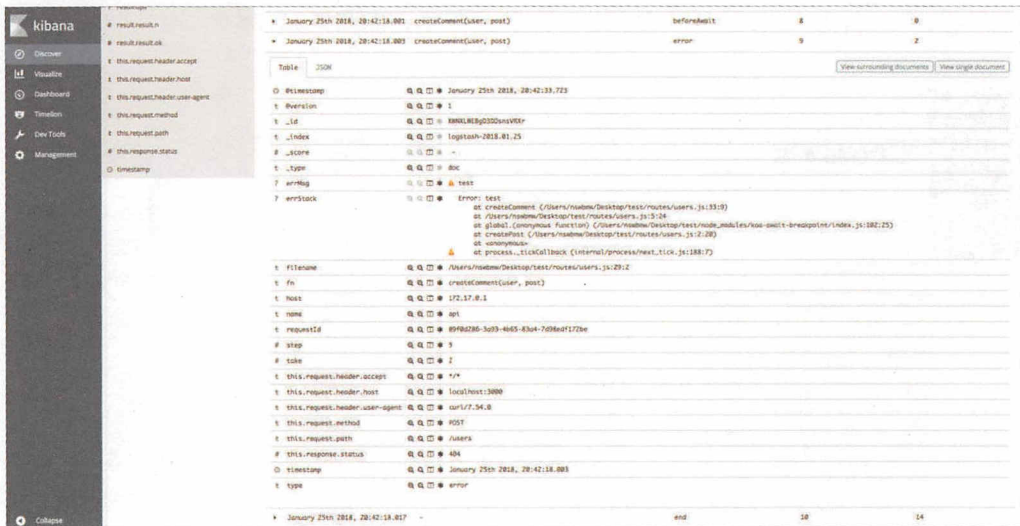 kibana
Discover
Visualize
Dashboard
Timelion
Dev Tools
Management
Collapse
# result.result.n
# result.result.ok
t this.request.header.accept
t this.request.header.host
t this.request.header.user-agent
t this.request.method
t this.request.path
# this.response.status
timestamp
January 25th 2018, 20:42:18.001 createComment(user, post) beforeAwait 8 0
January 25th 2018, 20:42:18.003 createComment(user, post) error 9 2
Table JSON View surrounding documents View single document
@timestamp January 25th 2018, 20:42:33.723
t @version 1
t _id
t _index logstash-2018.01.25
# _score -
t _type doc
? errMsg test
? errStack Error: test
at createComment (/Users/nswbmw/Desktop/test/routes/users.js:33:9)
at /Users/nswbmw/Desktop/test/routes/users.js:5:24
at global.(anonymous function) (/Users/nswbmw/Desktop/test/node_modules/koa-await-breakpoint/index.js:102:25)
at createPost (/Users/nswbmw/Desktop/test/routes/users.js:2:20)
at <anonymous>
at process._tickCallback (internal/process/next_tick.js:188:7)
t filename /Users/nswbmw/Desktop/test/routes/users.js:29:2
t fn createComment(user, post)
t host 172.17.0.1
t name api
t requestId
# step 9
# take 2
t this.request.header.accept */*
t this.request.header.host localhost:3000
t this.request.header.user-agent curl/7.54.0
t this.request.method POST
t this.request.path /users
# this.response.status 404
timestamp January 25th 2018, 20:42:18.003
t type error
January 25th 2018, 20:42:18.017 - end 10 14